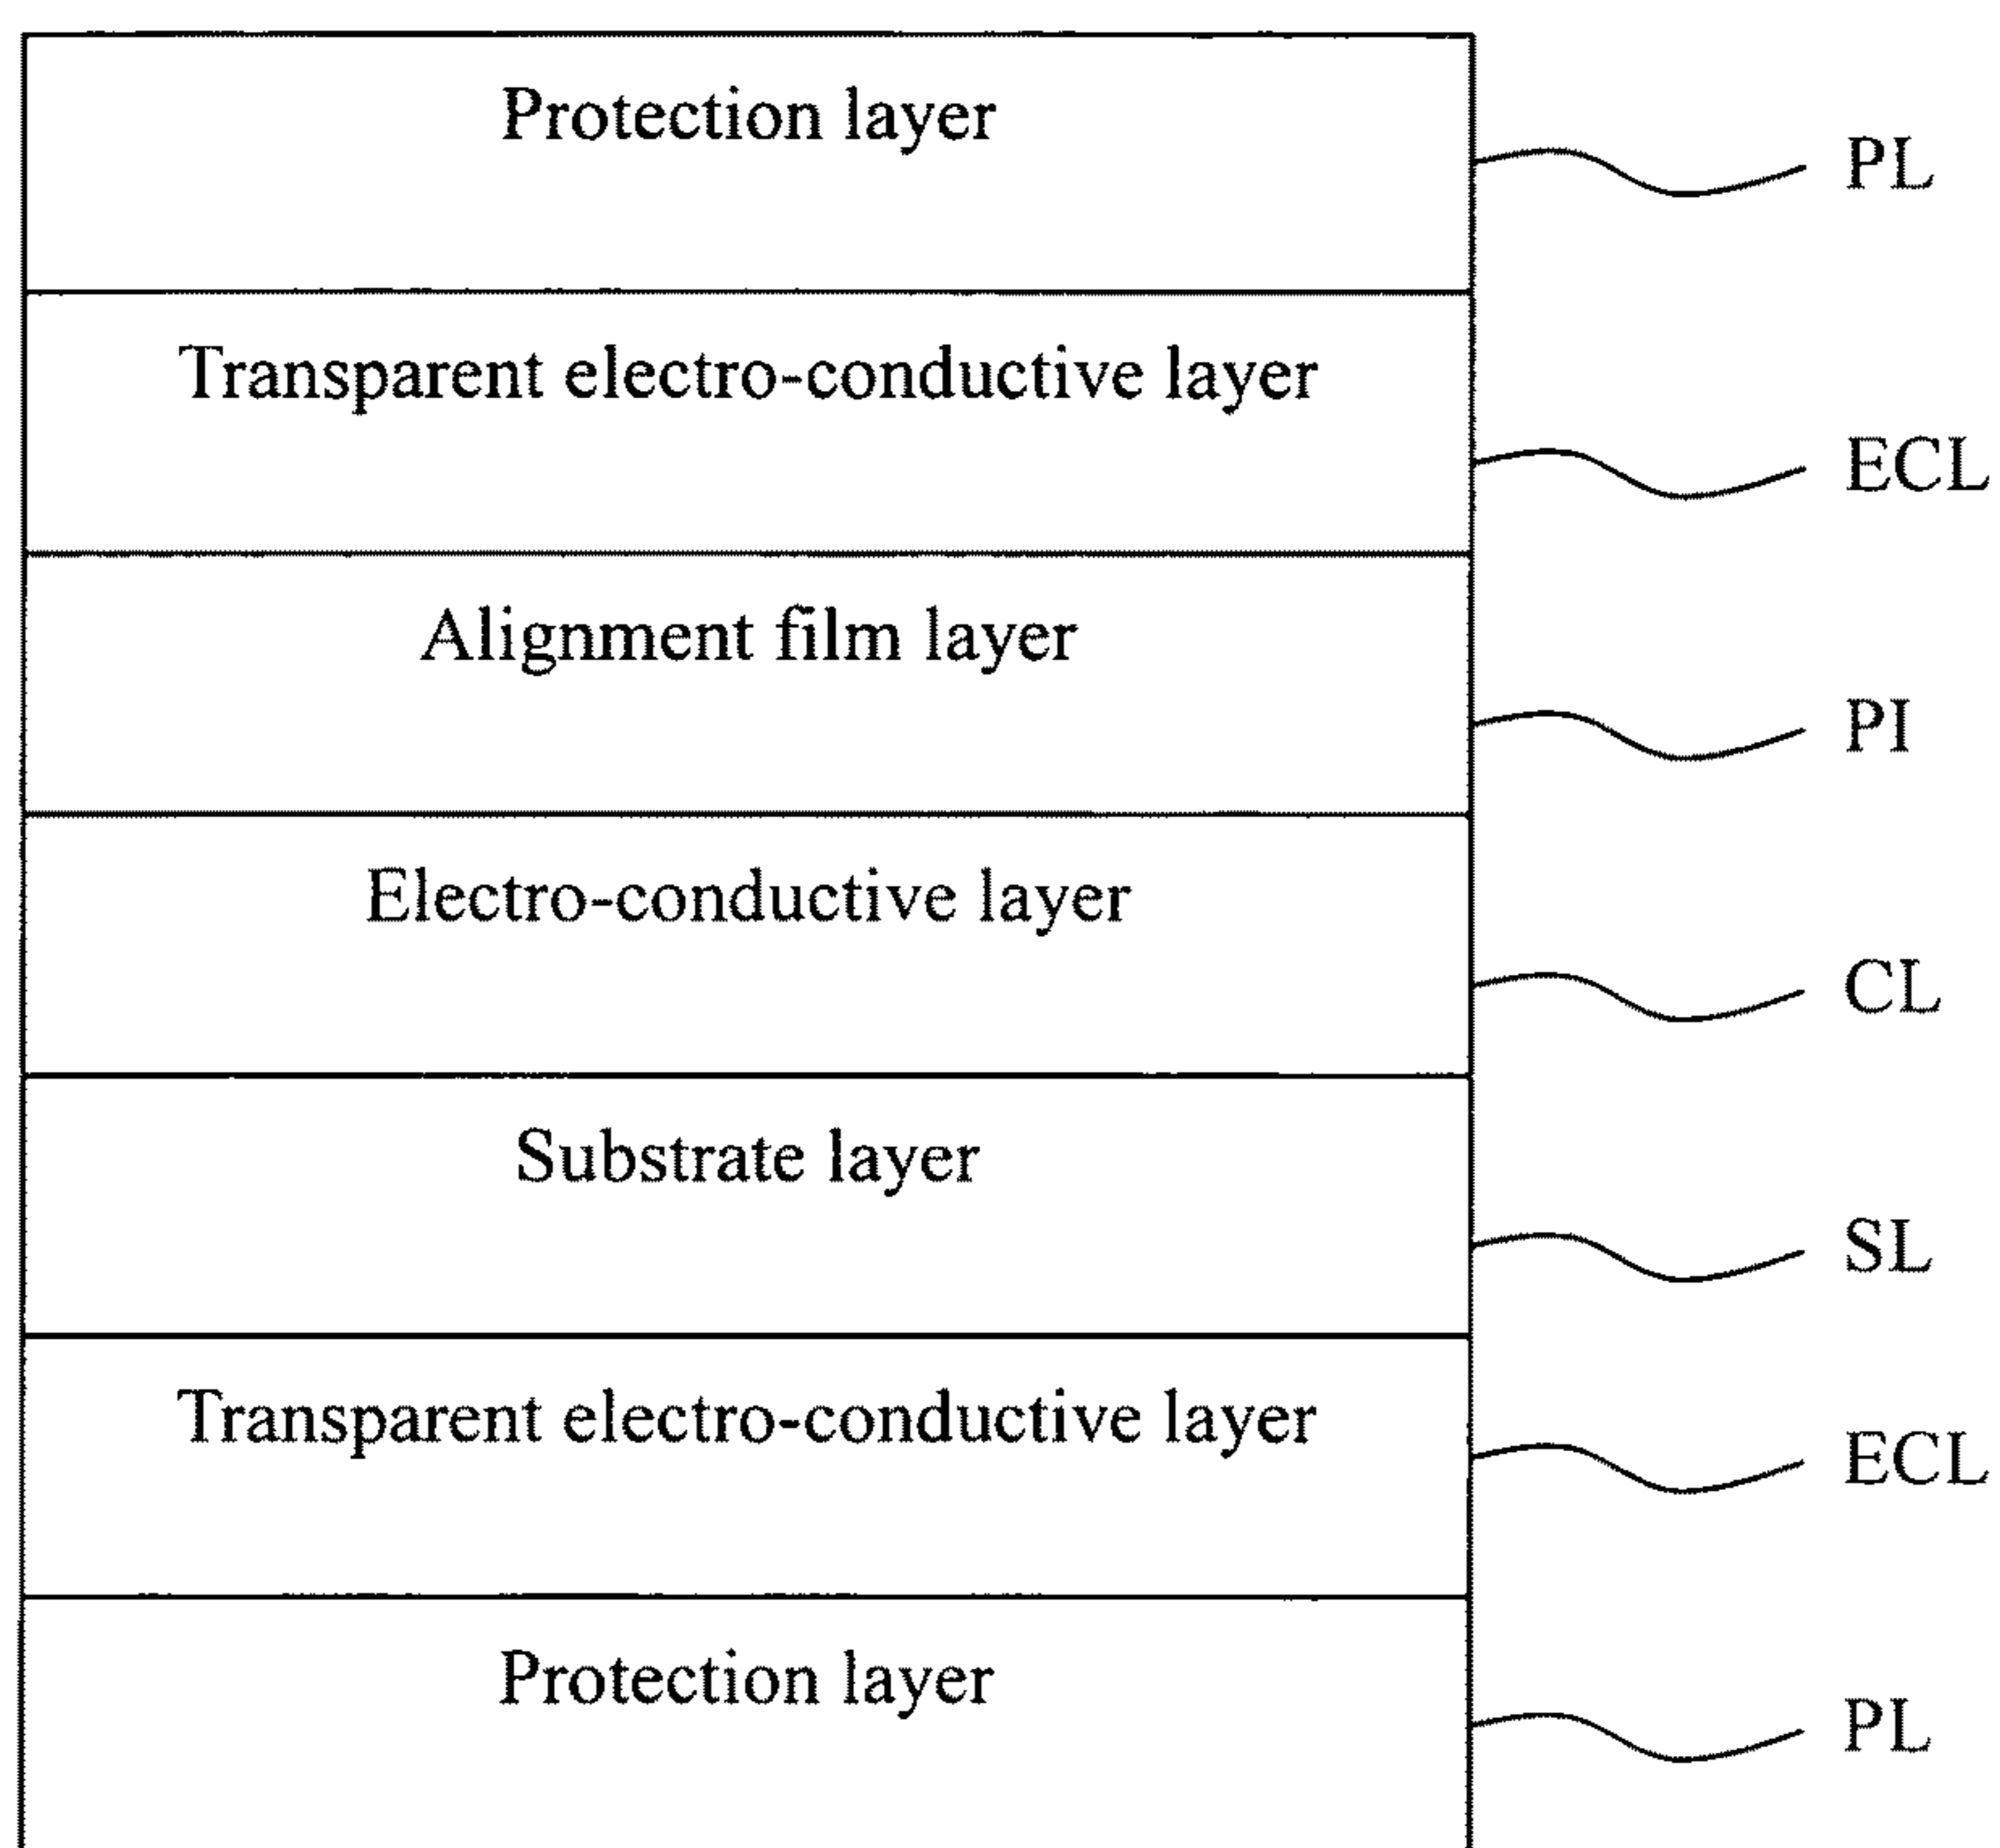 Protection layer
PL
Transparent electro-conductive layer
ECL
Alignment film layer
PI
Electro-conductive layer
CL
Substrate layer
SL
Transparent electro-conductive layer
ECL
Protection layer
PL